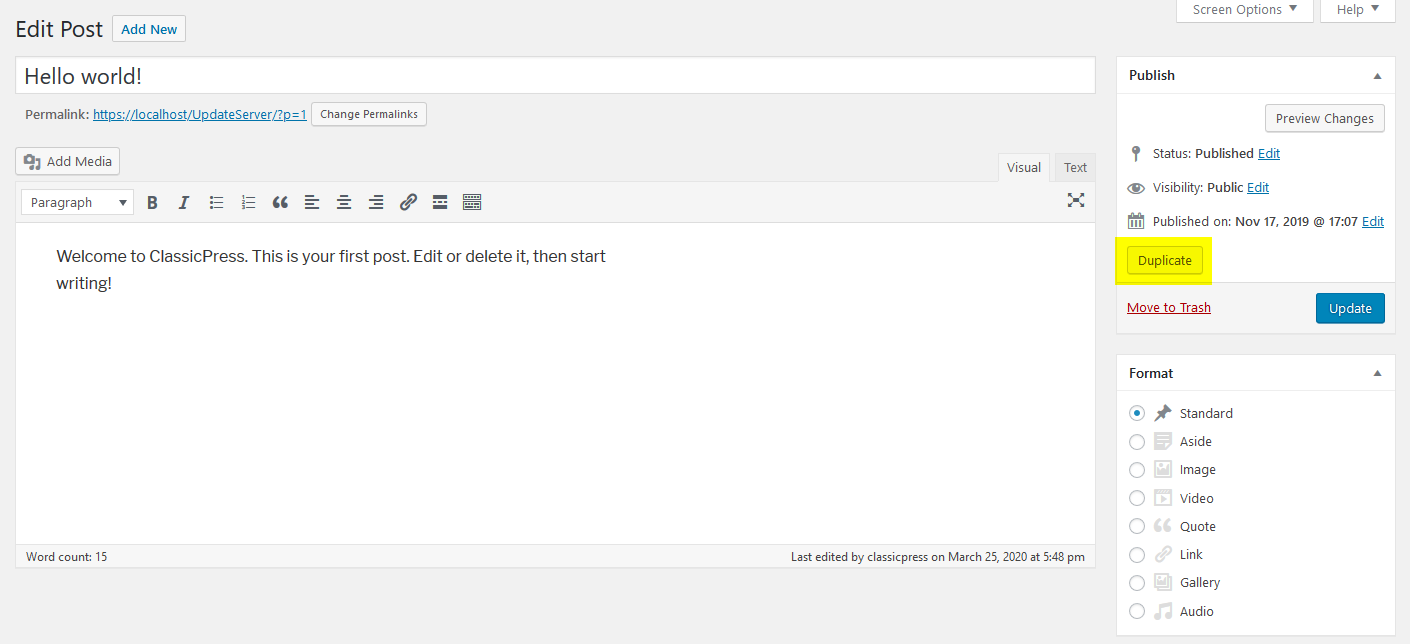 Screen Options ▼
Help ▼
Edit Post
Add New
Hello world!
Permalink: https://localhost/UpdateServer/?p=1
Change Permalinks
Add Media
Visual
Text
Paragraph
Welcome to ClassicPress. This is your first post. Edit or delete it, then start
writing!
Word count: 15
Last edited by classicpress on March 25, 2020 at 5:48 pm
Publish
Preview Changes
Status: Published Edit
Visibility: Public Edit
Published on: Nov 17, 2019 @ 17:07 Edit
Duplicate
Move to Trash
Update
Format
Standard
Aside
Image
Video
Quote
Link
Gallery
Audio